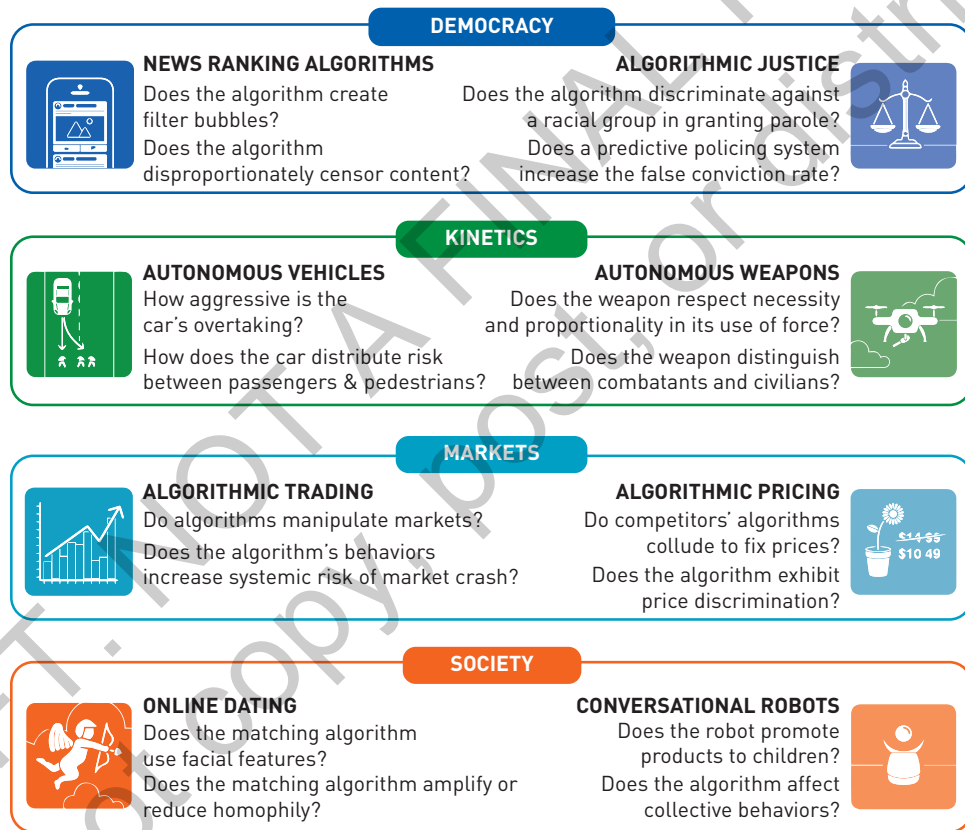 DEMOCRACY
NEWS RANKING ALGORITHMS
Does the algorithm create
filter bubbles?
Does the algorithm
disproportionately censor content?
ALGORITHMIC JUSTICE
Does the algorithm discriminate against
a racial group in granting parole?
Does a predictive policing system
increase the false conviction rate?
KINETICS
AUTONOMOUS VEHICLES
How aggressive is the
car's overtaking?
How does the car distribute risk
between passengers & pedestrians?
AUTONOMOUS WEAPONS
Does the weapon respect necessity
and proportionality in its use of force?
Does the weapon distinguish
between combatants and civilians?
MARKETS
ALGORITHMIC TRADING
Do algorithms manipulate markets?
Does the algorithm's behaviors
increase systemic risk of market crash?
ALGORITHMIC PRICING
Do competitors' algorithms
collude to fix prices?
Does the algorithm exhibit
price discrimination?
$14 55
$10 49
SOCIETY
ONLINE DATING
Does the matching algorithm
use facial features?
Does the matching algorithm amplify or
reduce homophily?
CONVERSATIONAL ROBOTS
Does the robot promote
products to children?
Does the algorithm affect
collective behaviors?
NOT A FINAL
copy, post, or